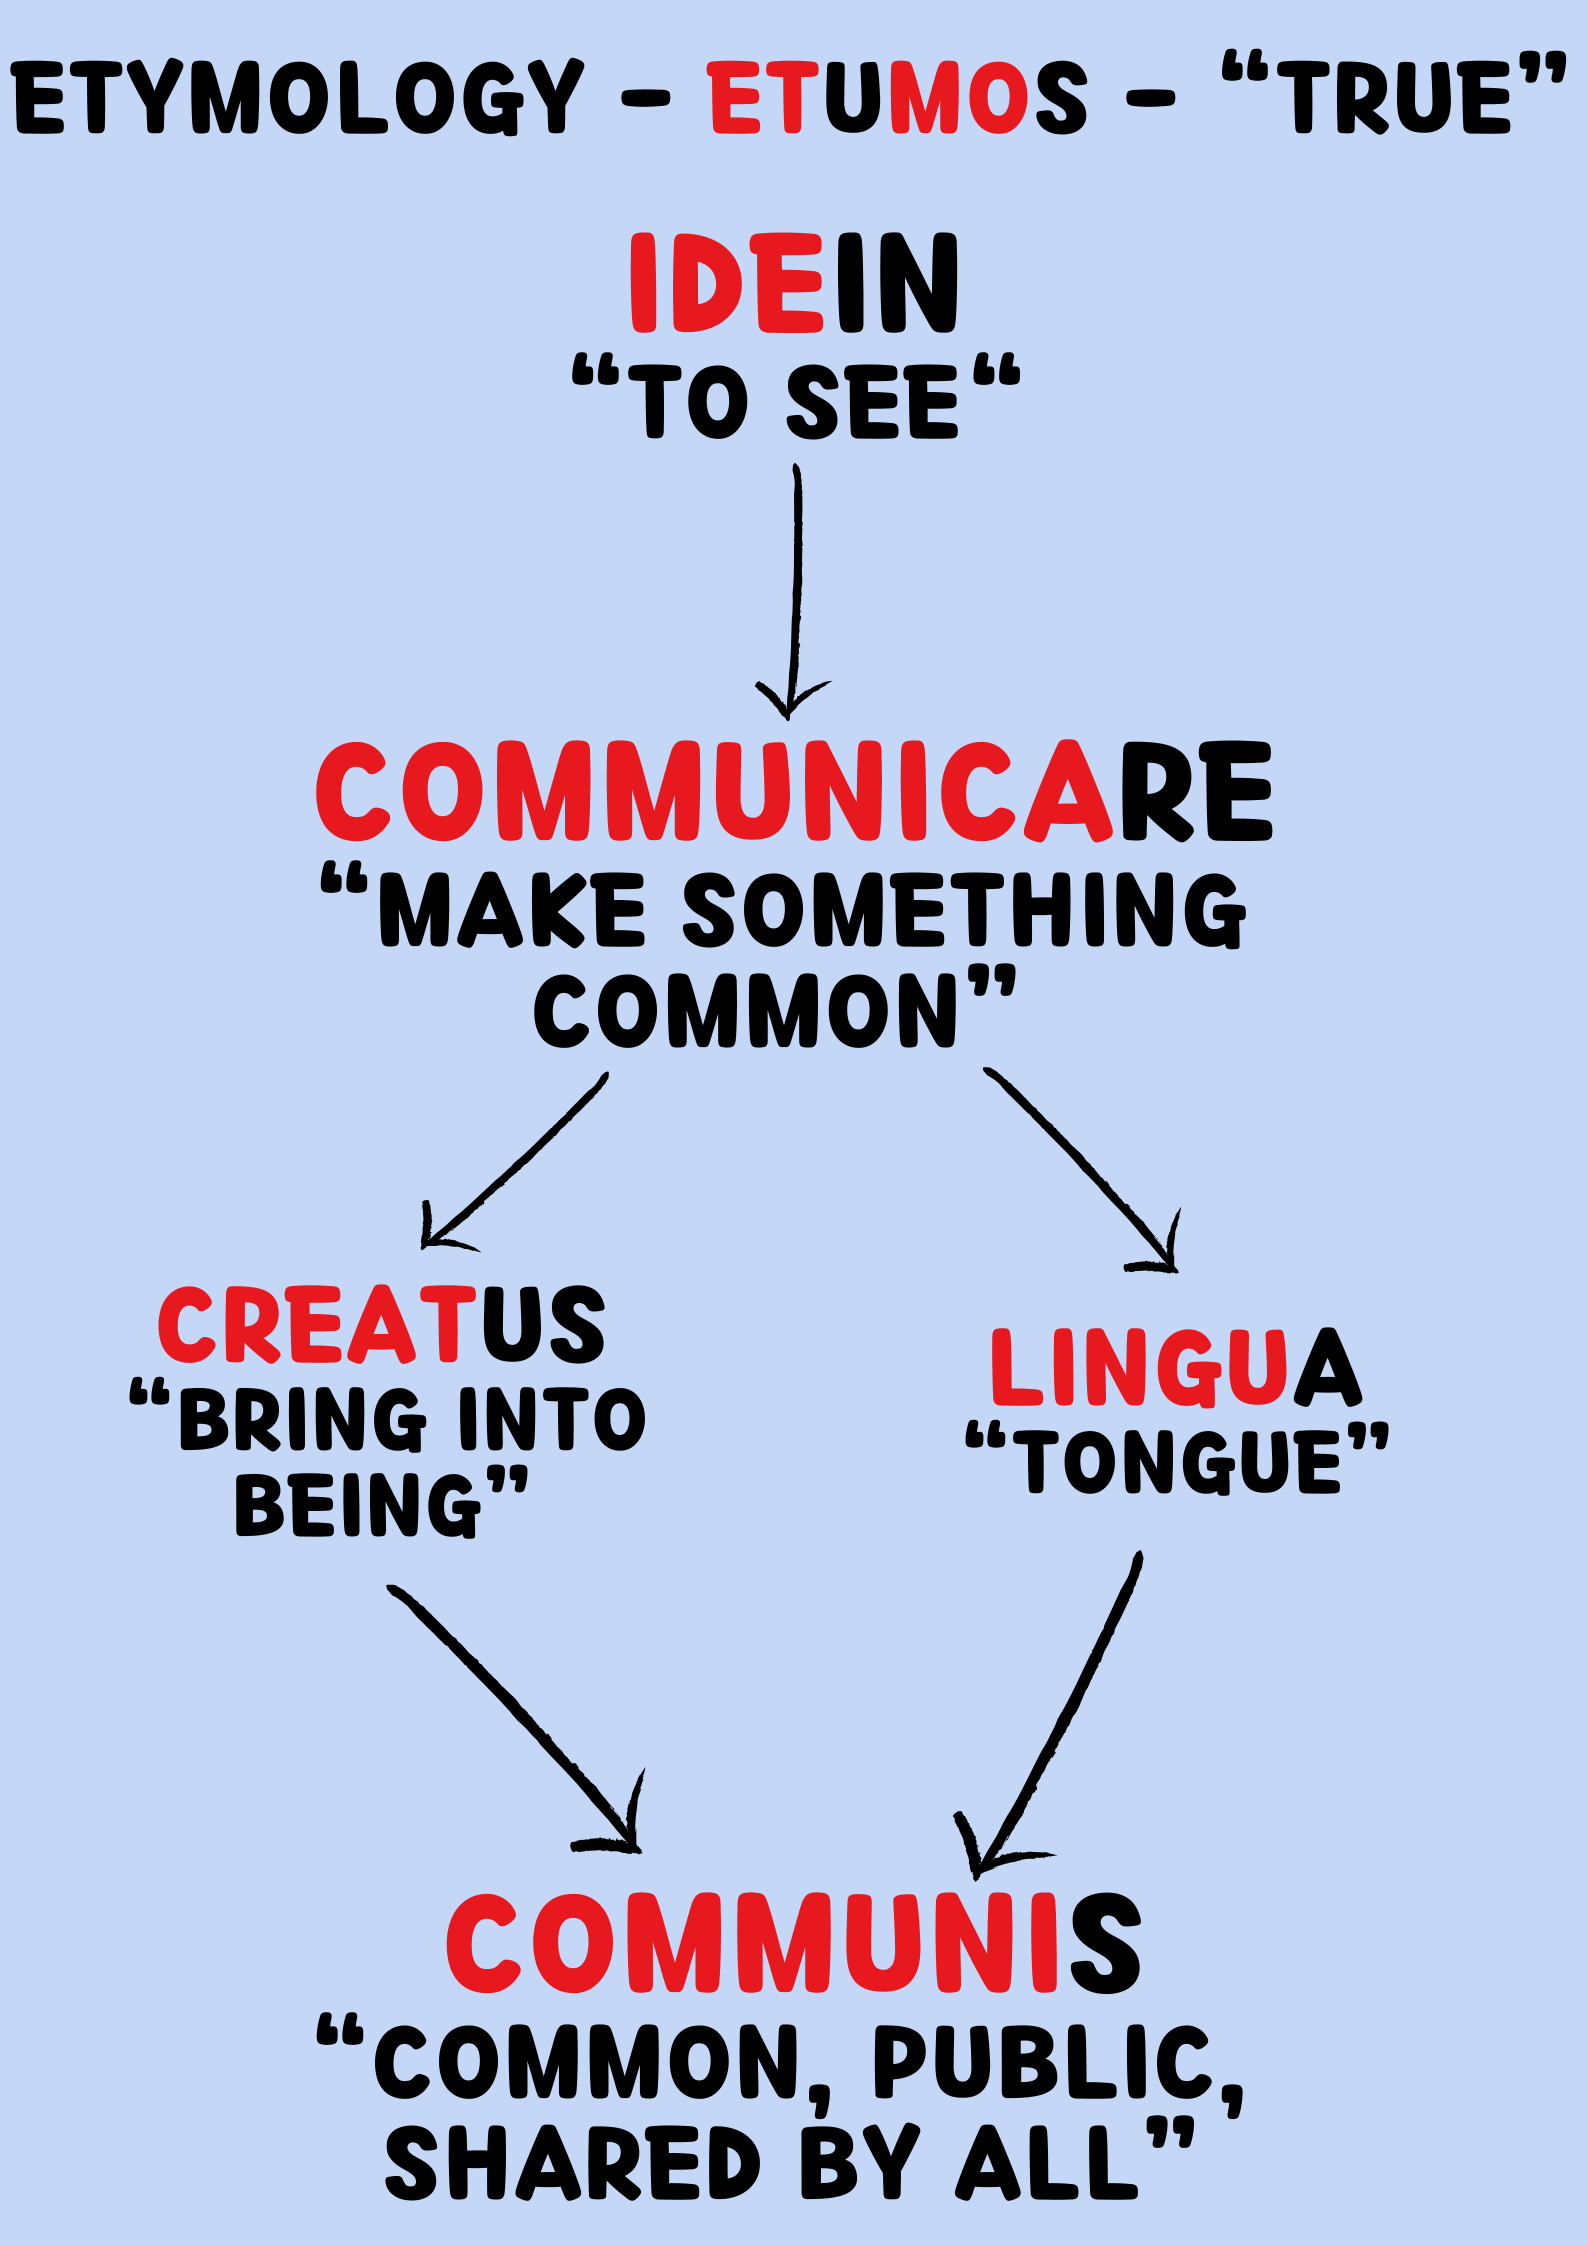 ETYMOLOGY - ETUMOS - “TRUE”
IDEIN
“TO SEE“
COMMUNICARE
“MAKE SOMETHING
COMMON”
CREATUS
“BRING INTO
BEING”
LINGUA
“TONGUE”
COMMUNIS
“COMMON, PUBLIC,
SHARED BY ALL”